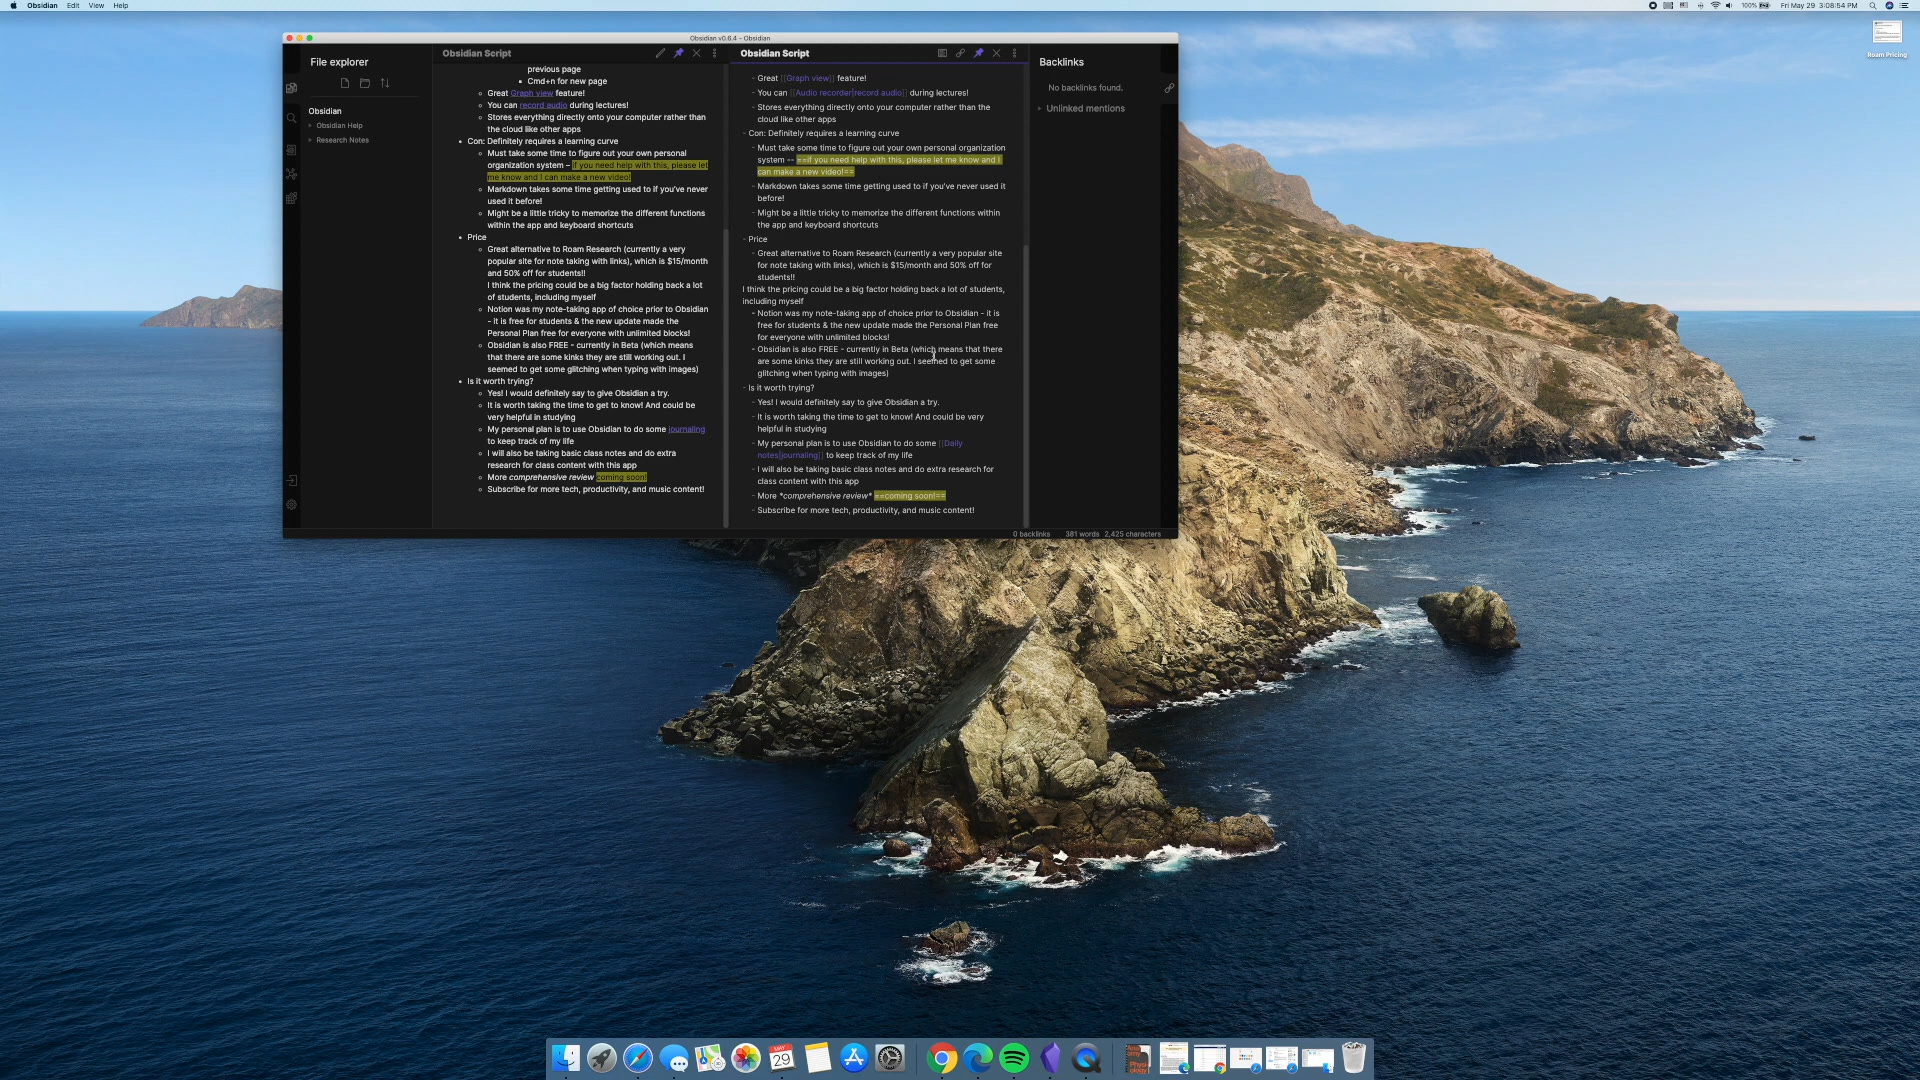 Obsidian Edit View Help
100% Fri May 29 3:08:54 PM
Roam Pricing
Obsidian v0.6.4 - Obsidian
File explorer
Obsidian
Obsidian Help
Research Notes
Obsidian Script
previous page
Cmd+n for new page
Great Graph view feature!
You can record audio during lectures!
Stores everything directly onto your computer rather than
the cloud like other apps
Con: Definitely requires a learning curve
Must take some time to figure out your own personal
organization system – if you need help with this, please let
me know and I can make a new video!
Markdown takes some time getting used to if you've never
used it before!
Might be a little tricky to memorize the different functions
within the app and keyboard shortcuts
Price
Great alternative to Roam Research (currently a very
popular site for note taking with links), which is $15/month
and 50% off for students!!
I think the pricing could be a big factor holding back a lot
of students, including myself
Notion was my note-taking app of choice prior to Obsidian
- it is free for students & the new update made the
Personal Plan free for everyone with unlimited blocks!
Obsidian is also FREE - currently in Beta (which means
that there are some kinks they are still working out. I
seemed to get some glitching when typing with images)
Is it worth trying?
Yes! I would definitely say to give Obsidian a try.
It is worth taking the time to get to know! And could be
very helpful in studying
My personal plan is to use Obsidian to do some journaling
to keep track of my life
I will also be taking basic class notes and do extra
research for class content with this app
More comprehensive review coming soon!
Subscribe for more tech, productivity, and music content!
Obsidian Script
- Great [[Graph view]] feature!
- You can [[Audio recorder|record audio]] during lectures!
- Stores everything directly onto your computer rather than the
cloud like other apps
- Con: Definitely requires a learning curve
- Must take some time to figure out your own personal organization
system -- ==if you need help with this, please let me know and I
can make a new video!==
- Markdown takes some time getting used to if you've never used it
before!
- Might be a little tricky to memorize the different functions within
the app and keyboard shortcuts
- Price
- Great alternative to Roam Research (currently a very popular site
for note taking with links), which is $15/month and 50% off for
students!!
I think the pricing could be a big factor holding back a lot of students,
including myself
- Notion was my note-taking app of choice prior to Obsidian - it is
free for students & the new update made the Personal Plan free
for everyone with unlimited blocks!
- Obsidian is also FREE - currently in Beta (which means that there
are some kinks they are still working out. I seemed to get some
glitching when typing with images)
- Is it worth trying?
- Yes! I would definitely say to give Obsidian a try.
- It is worth taking the time to get to know! And could be very
helpful in studying
- My personal plan is to use Obsidian to do some [[Daily
notes|journaling]] to keep track of my life
- I will also be taking basic class notes and do extra research for
class content with this app
- More *comprehensive review* ==coming soon!==
- Subscribe for more tech, productivity, and music content!
Backlinks
No backlinks found.
Unlinked mentions
0 backlinks 381 words 2,425 characters
MAY
29